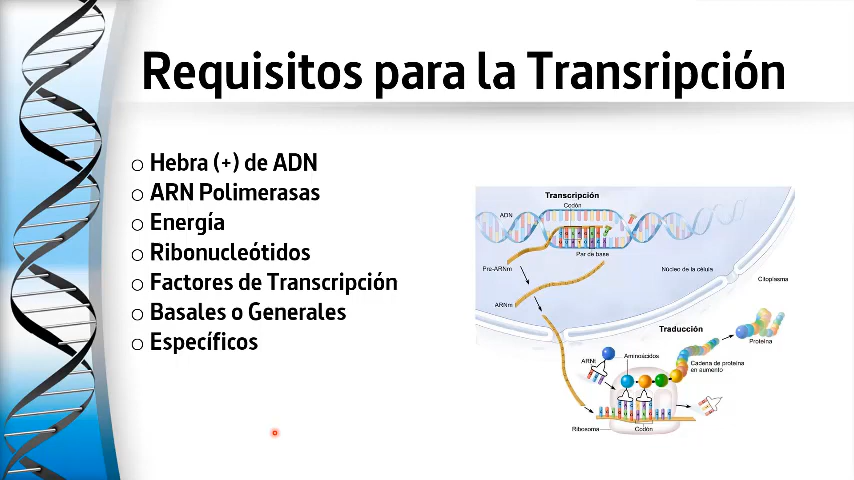 Requisitos para la Transripción
○ Hebra (+) de ADN
○ ARN Polimerasas
○ Energía
○ Ribonucleótidos
○ Factores de Transcripción
○ Basales o Generales
○ Específicos
Transcripción
Codón
ADN
Par de base
Pre-ARNm
Núcleo de la célula
Citoplasma
ARNm
Traducción
Proteína
Aminoácidos
ARNt
Cadena de proteína
en aumento
Ribosoma
Codón